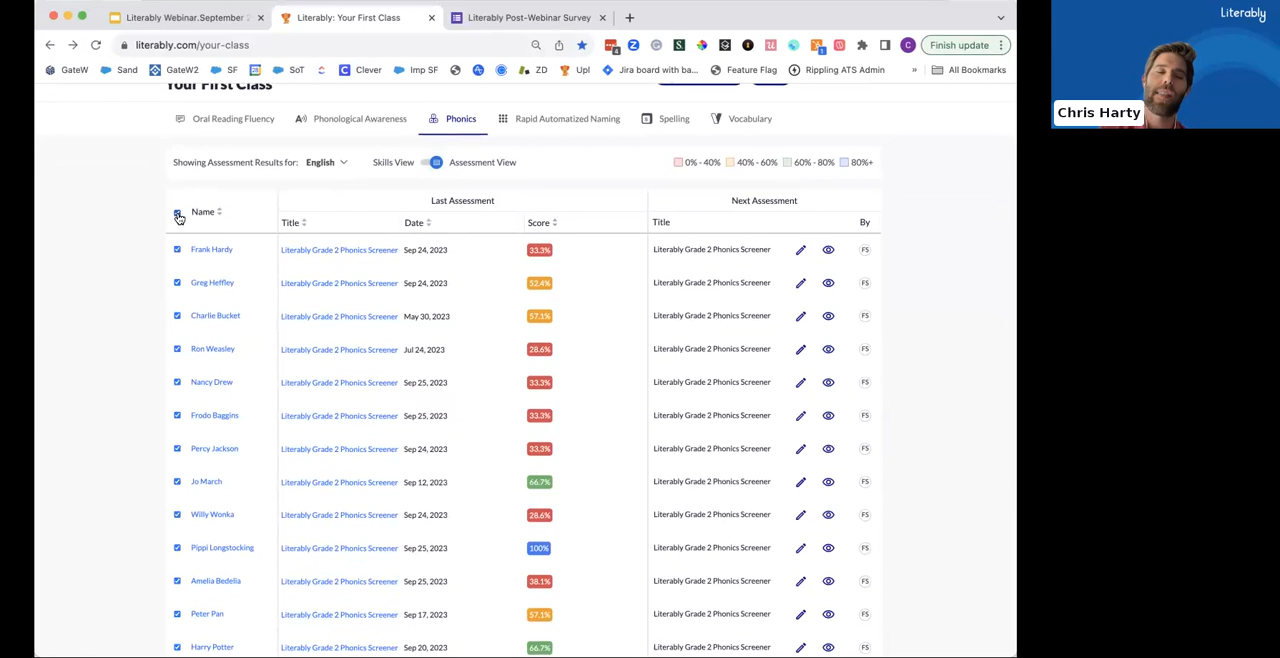 Literably Webinar.September 2
Literably: Your First Class
Literably Post-Webinar Survey
literably.com/your-class
Finish update
GateW
Sand
GateW2
SF
SoT
Clever
Imp SF
ZD
Upl
Jira board with ba...
Feature Flag
Rippling ATS Admin
»
All Bookmarks
Your First Class
Oral Reading Fluency
Phonological Awareness
Phonics
Rapid Automatized Naming
Spelling
Vocabulary
Showing Assessment Results for: English
Skills View
Assessment View
0% - 40%
40% - 60%
60% - 80%
80%+
Name
Last Assessment
Next Assessment
Title
Date
Score
Title
By
Frank Hardy Literably Grade 2 Phonics Screener Sep 24, 2023 33.3% Literably Grade 2 Phonics Screener FS
Greg Heffley Literably Grade 2 Phonics Screener Sep 24, 2023 52.4% Literably Grade 2 Phonics Screener FS
Charlie Bucket Literably Grade 2 Phonics Screener May 30, 2023 57.1% Literably Grade 2 Phonics Screener FS
Ron Weasley Literably Grade 2 Phonics Screener Jul 24, 2023 28.6% Literably Grade 2 Phonics Screener FS
Nancy Drew Literably Grade 2 Phonics Screener Sep 25, 2023 33.3% Literably Grade 2 Phonics Screener FS
Frodo Baggins Literably Grade 2 Phonics Screener Sep 25, 2023 33.3% Literably Grade 2 Phonics Screener FS
Percy Jackson Literably Grade 2 Phonics Screener Sep 24, 2023 33.3% Literably Grade 2 Phonics Screener FS
Jo March Literably Grade 2 Phonics Screener Sep 12, 2023 66.7% Literably Grade 2 Phonics Screener FS
Willy Wonka Literably Grade 2 Phonics Screener Sep 24, 2023 28.6% Literably Grade 2 Phonics Screener FS
Pippi Longstocking Literably Grade 2 Phonics Screener Sep 25, 2023 100% Literably Grade 2 Phonics Screener FS
Amelia Bedelia Literably Grade 2 Phonics Screener Sep 25, 2023 38.1% Literably Grade 2 Phonics Screener FS
Peter Pan Literably Grade 2 Phonics Screener Sep 17, 2023 57.1% Literably Grade 2 Phonics Screener FS
Harry Potter Literably Grade 2 Phonics Screener Sep 20, 2023 66.7% Literably Grade 2 Phonics Screener FS
Literably
Chris Harty